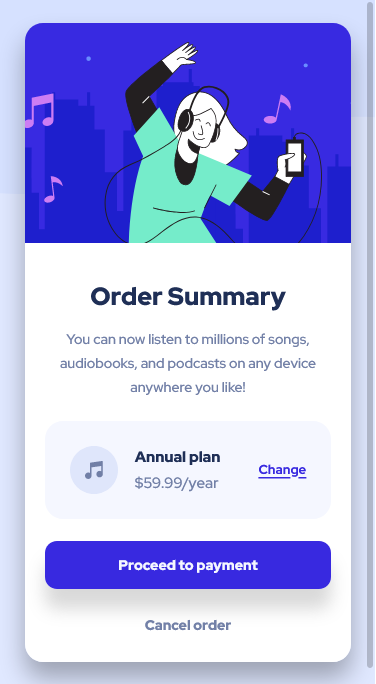 Order Summary
You can now listen to millions of songs,
audiobooks, and podcasts on any device
anywhere you like!
Annual plan
$59.99/year
Change
Proceed to payment
Cancel order